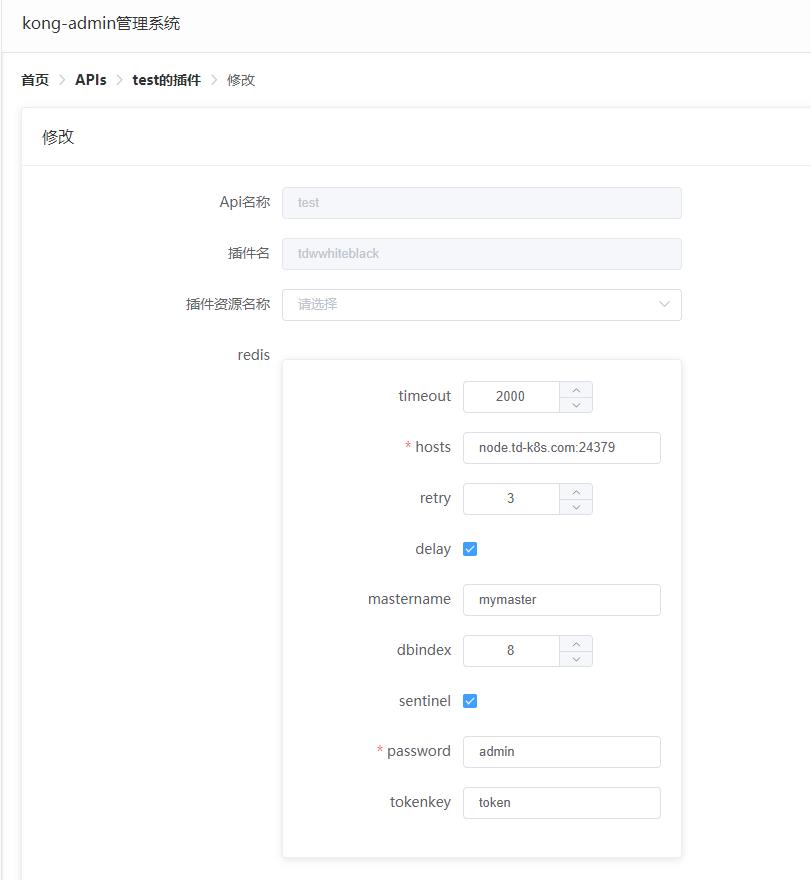 kong-admin管理系统
首页 > APIs > test的插件 > 修改
修改
Api名称 test
插件名 tdwwhiteblack
插件资源名称 请选择
redis
timeout 2000
* hosts node.td-k8s.com:24379
retry 3
delay
mastername mymaster
dbindex 8
sentinel
* password admin
tokenkey token